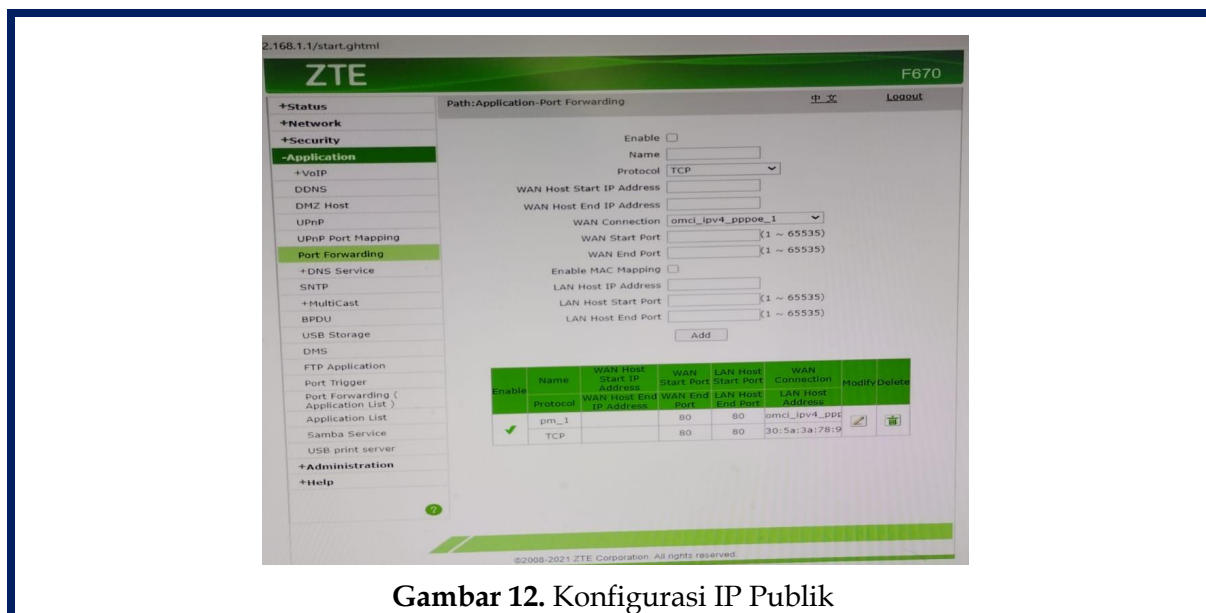 2.168.1.1/start.ghtml
ZTE
F670
Path:Application-Port Forwarding
中文
Logout
+Status
+Network
+Security
-Application
+VoIP
DDNS
DMZ Host
UPnP
UPnP Port Mapping
Port Forwarding
+DNS Service
SNTP
+MultiCast
BPDU
USB Storage
DMS
FTP Application
Port Trigger
Port Forwarding (
Application List )
Application List
Samba Service
USB print server
+Administration
+Help
?
Enable
Name
Protocol TCP
WAN Host Start IP Address
WAN Host End IP Address
WAN Connection omci_ipv4_pppoe_1
WAN Start Port (1 ~ 65535)
WAN End Port (1 ~ 65535)
Enable MAC Mapping
LAN Host IP Address
LAN Host Start Port (1 ~ 65535)
LAN Host End Port (1 ~ 65535)
Add
Enable
Name
WAN Host
Start IP
Address
WAN
Start Port
LAN Host
Start Port
WAN
Connection
Modify
Delete
Protocol
WAN Host End
IP Address
WAN End
Port
LAN Host
End Port
LAN Host
Address
pm_1 80 80 omci_ipv4_ppp
TCP 80 80 30:5a:3a:78:9
©2008-2021 ZTE Corporation. All rights reserved.
Gambar 12. Konfigurasi IP Publik